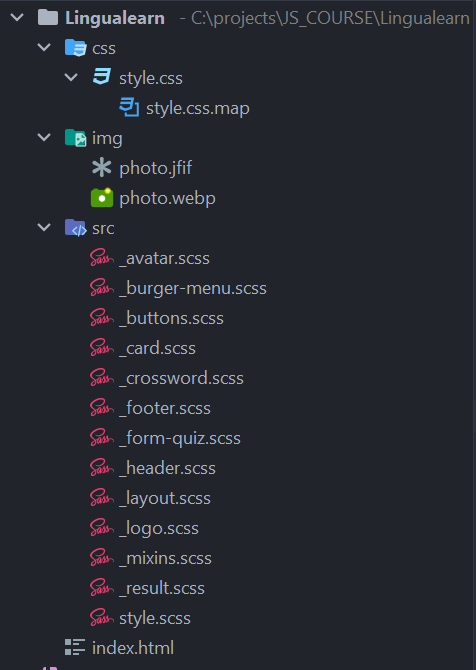 Lingualearn - C:\projects\JS_COURSE\Lingualearn
css
style.css
style.css.map
img
photo.jfif
photo.webp
src
_avatar.scss
_burger-menu.scss
_buttons.scss
_card.scss
_crossword.scss
_footer.scss
_form-quiz.scss
_header.scss
_layout.scss
_logo.scss
_mixins.scss
_result.scss
style.scss
index.html